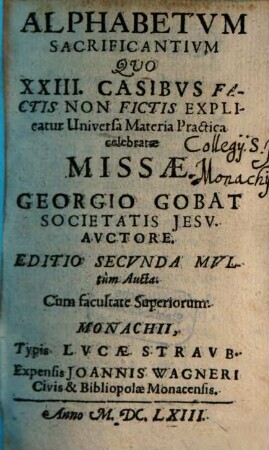 ALPHABETVM
SACRIFICANTIVM
QVO
XXIII. CASIBVS FA-
CTIS NON FICTIS EXPLI-
catur Universa Materia Practica
celebratæ
Collegij S. J.
MISSÆ
Monachij
GEORGIO GOBAT
SOCIETATIS JESV.
AVCTORE.
EDITIO SECVNDA MVL-
tùm Aucta.
Cum facultate Superiorum.
MONACHII,
Typis LVCÆ STRAVB.
Expensis JOANNIS WAGNERI
Civis & Bibliopolæ Monacensis.
Anno M. DC. LXIII.